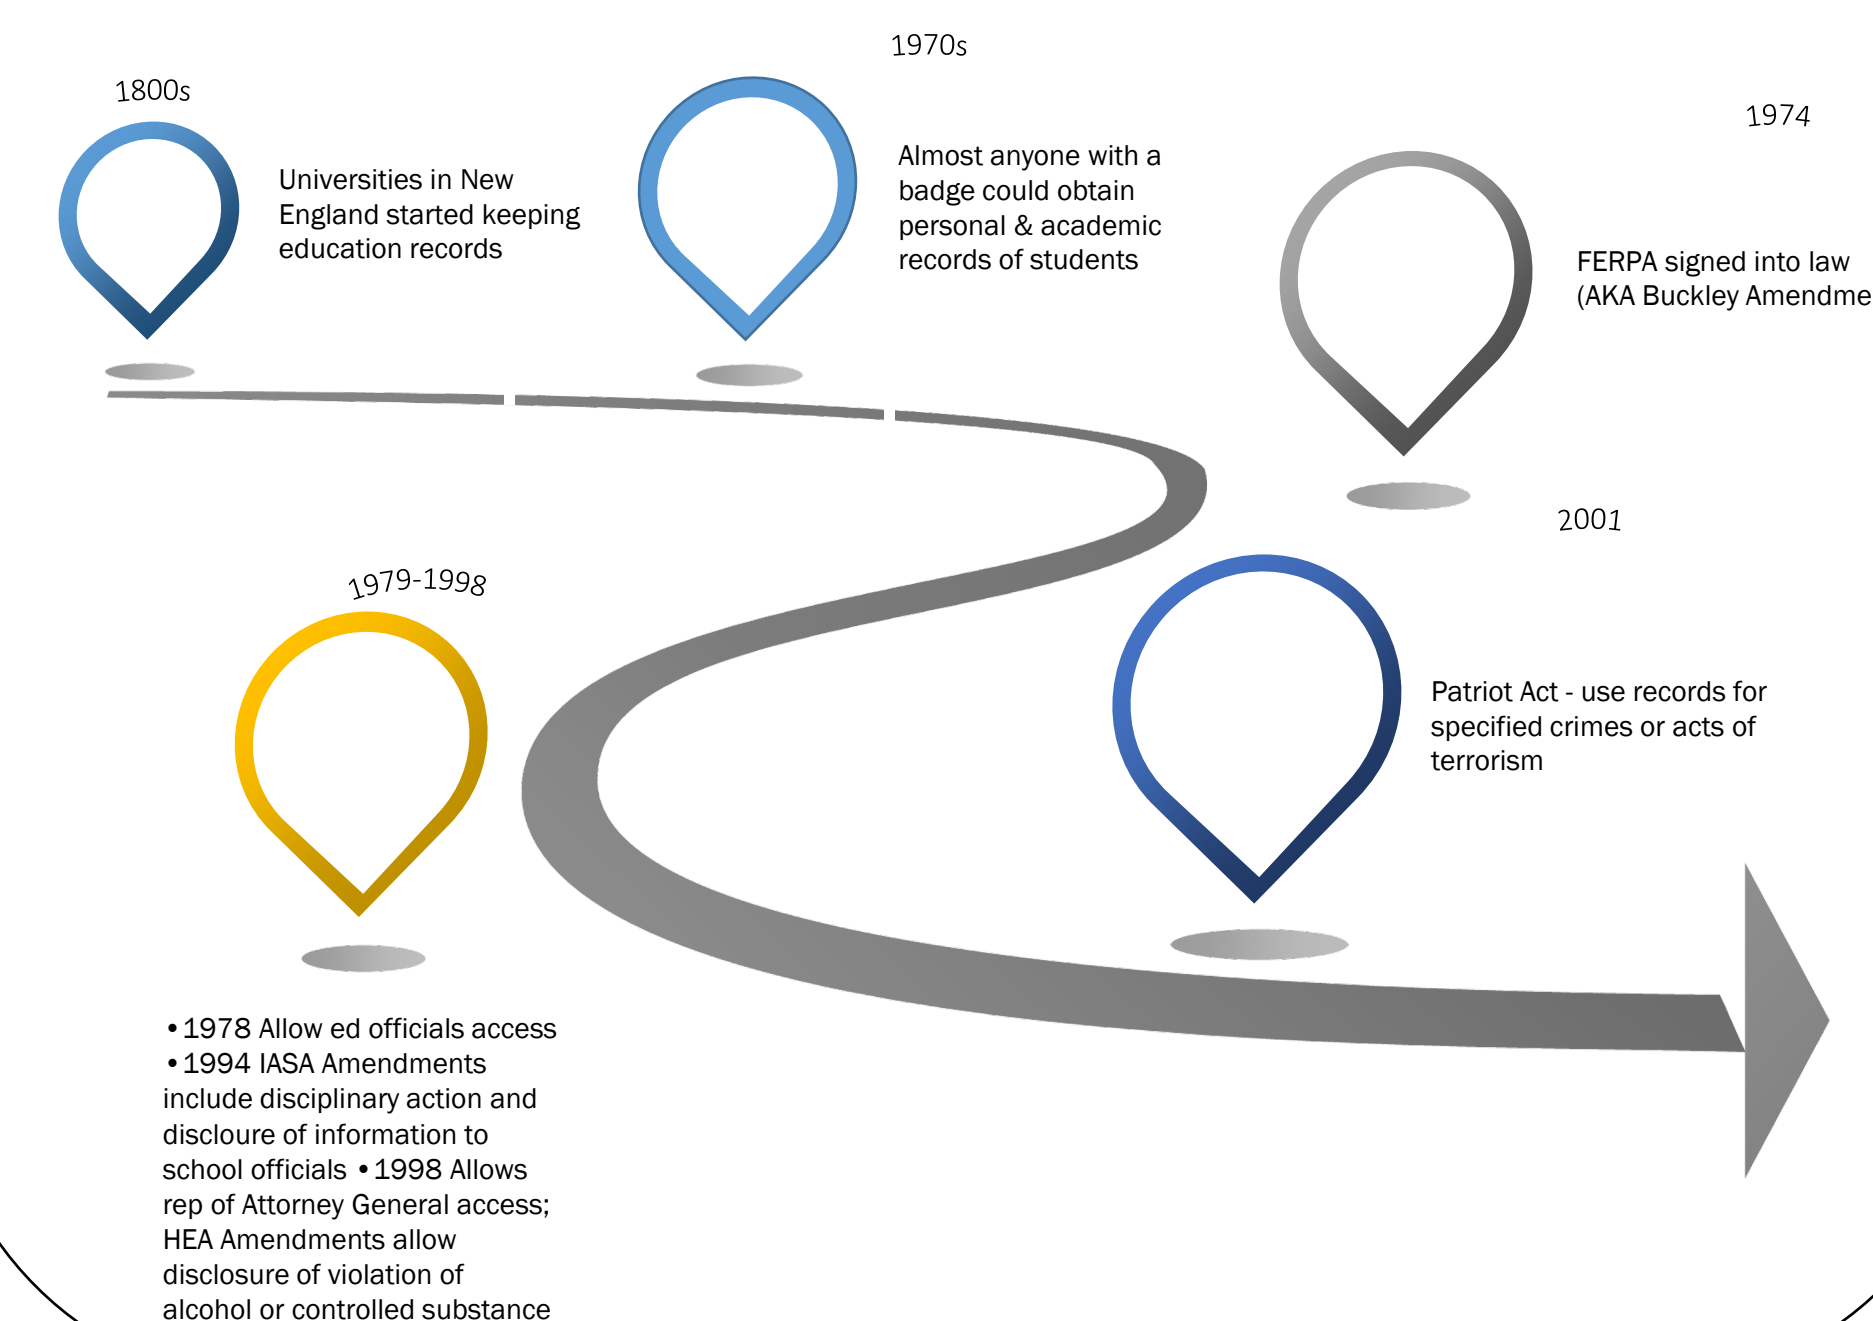 1800s
Universities in New
England started keeping
education records
1970s
Almost anyone with a
badge could obtain
personal & academic
records of students
1974
FERPA signed into law
(AKA Buckley Amendme
1979-1998
•1978 Allow ed officials access
•1994 IASA Amendments
include disciplinary action and
discloure of information to
school officials •1998 Allows
rep of Attorney General access;
HEA Amendments allow
disclosure of violation of
alcohol or controlled substance
2001
Patriot Act - use records for
specified crimes or acts of
terrorism